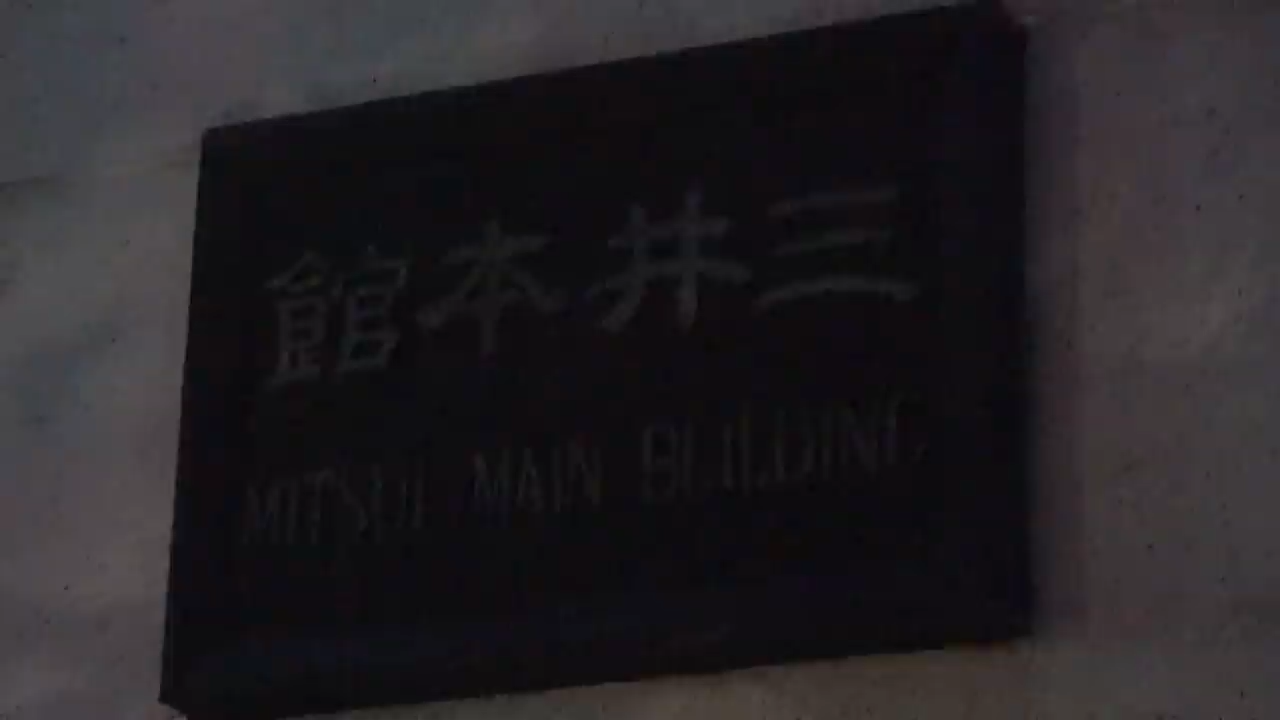 三井本館
MITSUI MAIN BUILDING